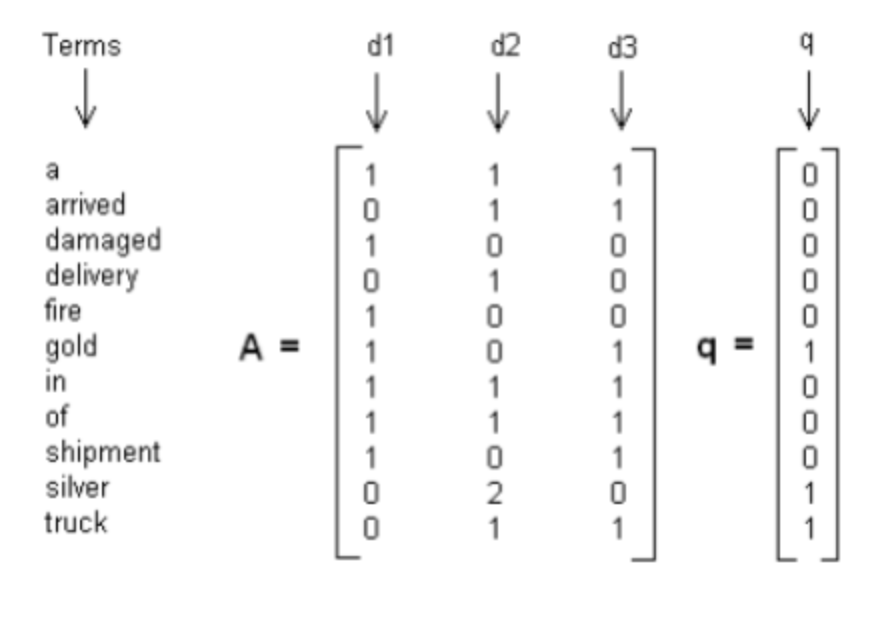 Terms d1 d2 d3 q
a 1 1 1 0
arrived 0 1 1 0
damaged 1 0 0 0
delivery 0 1 0 0
fire 1 0 0 0
gold A = 1 0 1 q = 1
in 1 1 1 0
of 1 1 1 0
shipment 1 0 1 0
silver 0 2 0 1
truck 0 1 1 1